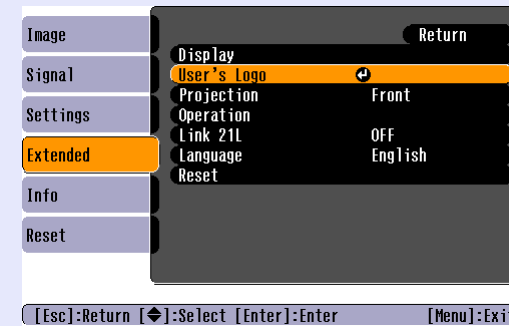 Image
Signal
Settings
Extended
Info
Reset
Return
Display
User's Logo
Projection Front
Operation
Link 21L OFF
Language English
Reset
[Esc]:Return [◆]:Select [Enter]:Enter [Menu]:Exit